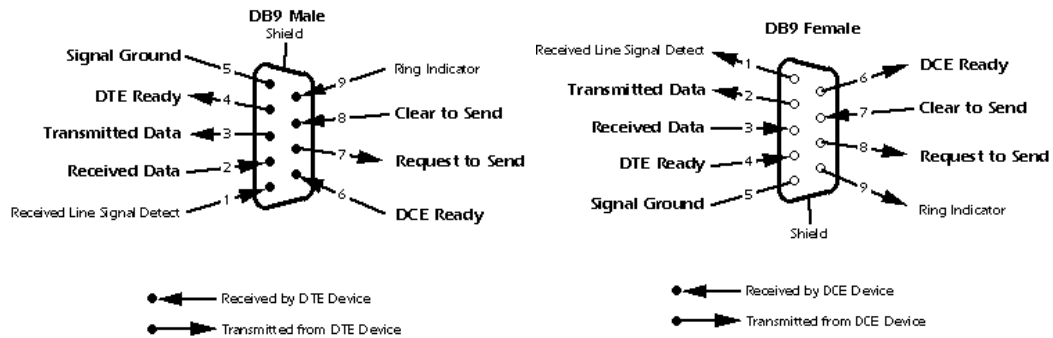 DB9 Male
Shield
Signal Ground
5
9
Ring Indicator
DTE Ready
4
8
Clear to Send
Transmitted Data
3
7
Request to Send
Received Data
2
6
DCE Ready
Received Line Signal Detect
1
Received by DTE Device
Transmitted from DTE Device
DB9 Female
Received Line Signal Detect
1
6
DCE Ready
Transmitted Data
2
7
Clear to Send
Received Data
3
8
Request to Send
DTE Ready
4
9
Ring Indicator
Signal Ground
5
Shield
Received by DCE Device
Transmitted from DCE Device